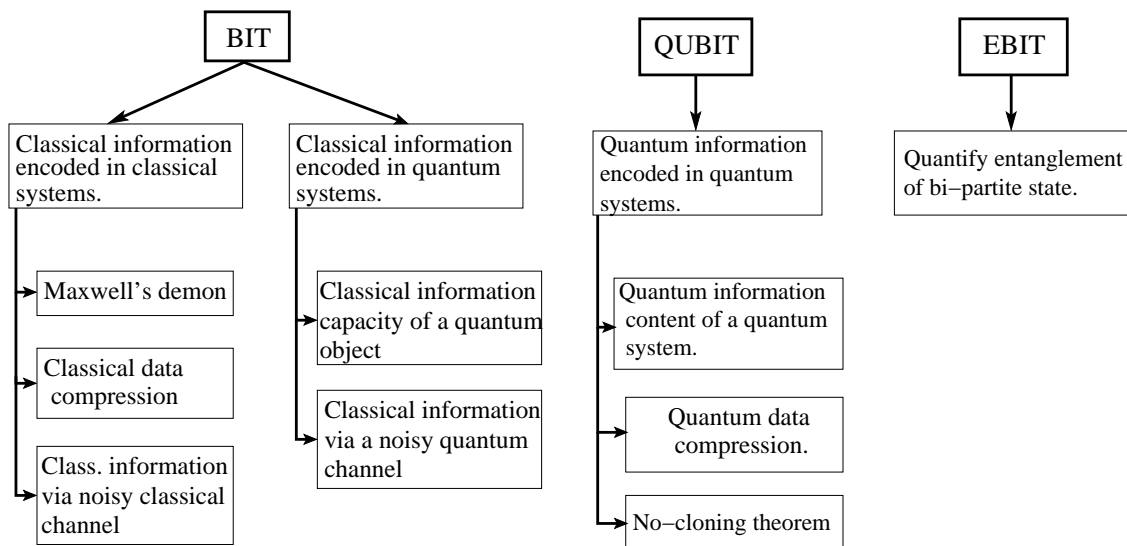 BIT
QUBIT
EBIT
Classical information
encoded in classical
systems.
Classical information
encoded in quantum
systems.
Quantum information
encoded in quantum
systems.
Quantify entanglement
of bi−partite state.
Maxwell's demon
Classical data
compression
Class. information
via noisy classical
channel
Classical information
capacity of a quantum
object
Classical information
via a noisy quantum
channel
Quantum information
content of a quantum
system.
Quantum data
compression.
No−cloning theorem